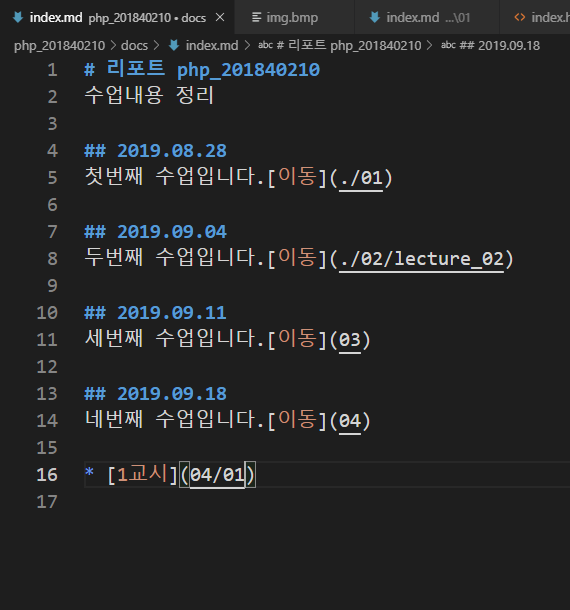 index.md php_201840210 • docs × img.bmp index.md ...\01 <> index.h
php_201840210 > docs > index.md > abc # 리포트 php_201840210 > abc ## 2019.09.18
1 # 리포트 php_201840210
2 수업내용 정리
3
4 ## 2019.08.28
5 첫번째 수업입니다.[이동](./01)
6
7 ## 2019.09.04
8 두번째 수업입니다.[이동](./02/lecture_02)
9
10 ## 2019.09.11
11 세번째 수업입니다.[이동](03)
12
13 ## 2019.09.18
14 네번째 수업입니다.[이동](04)
15
16 * [1교시](04/01)
17